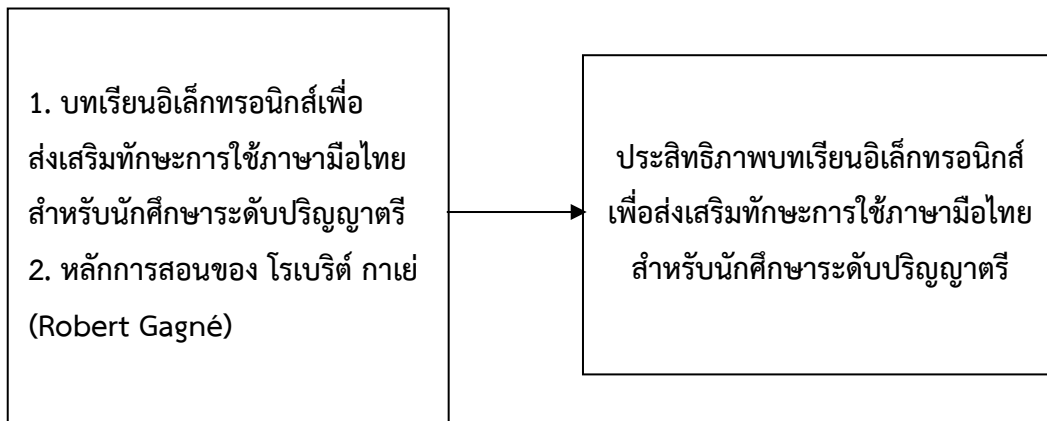 1. บทเรียนอิเล็กทรอนิกส์เพื่อ
ส่งเสริมทักษะการใช้ภาษามือไทย
สำหรับนักศึกษาระดับปริญญาตรี
2. หลักการสอนของ โรเบริต์ กาเย่
(Robert Gagné)
ประสิทธิภาพบทเรียนอิเล็กทรอนิกส์
เพื่อส่งเสริมทักษะการใช้ภาษามือไทย
สำหรับนักศึกษาระดับปริญญาตรี